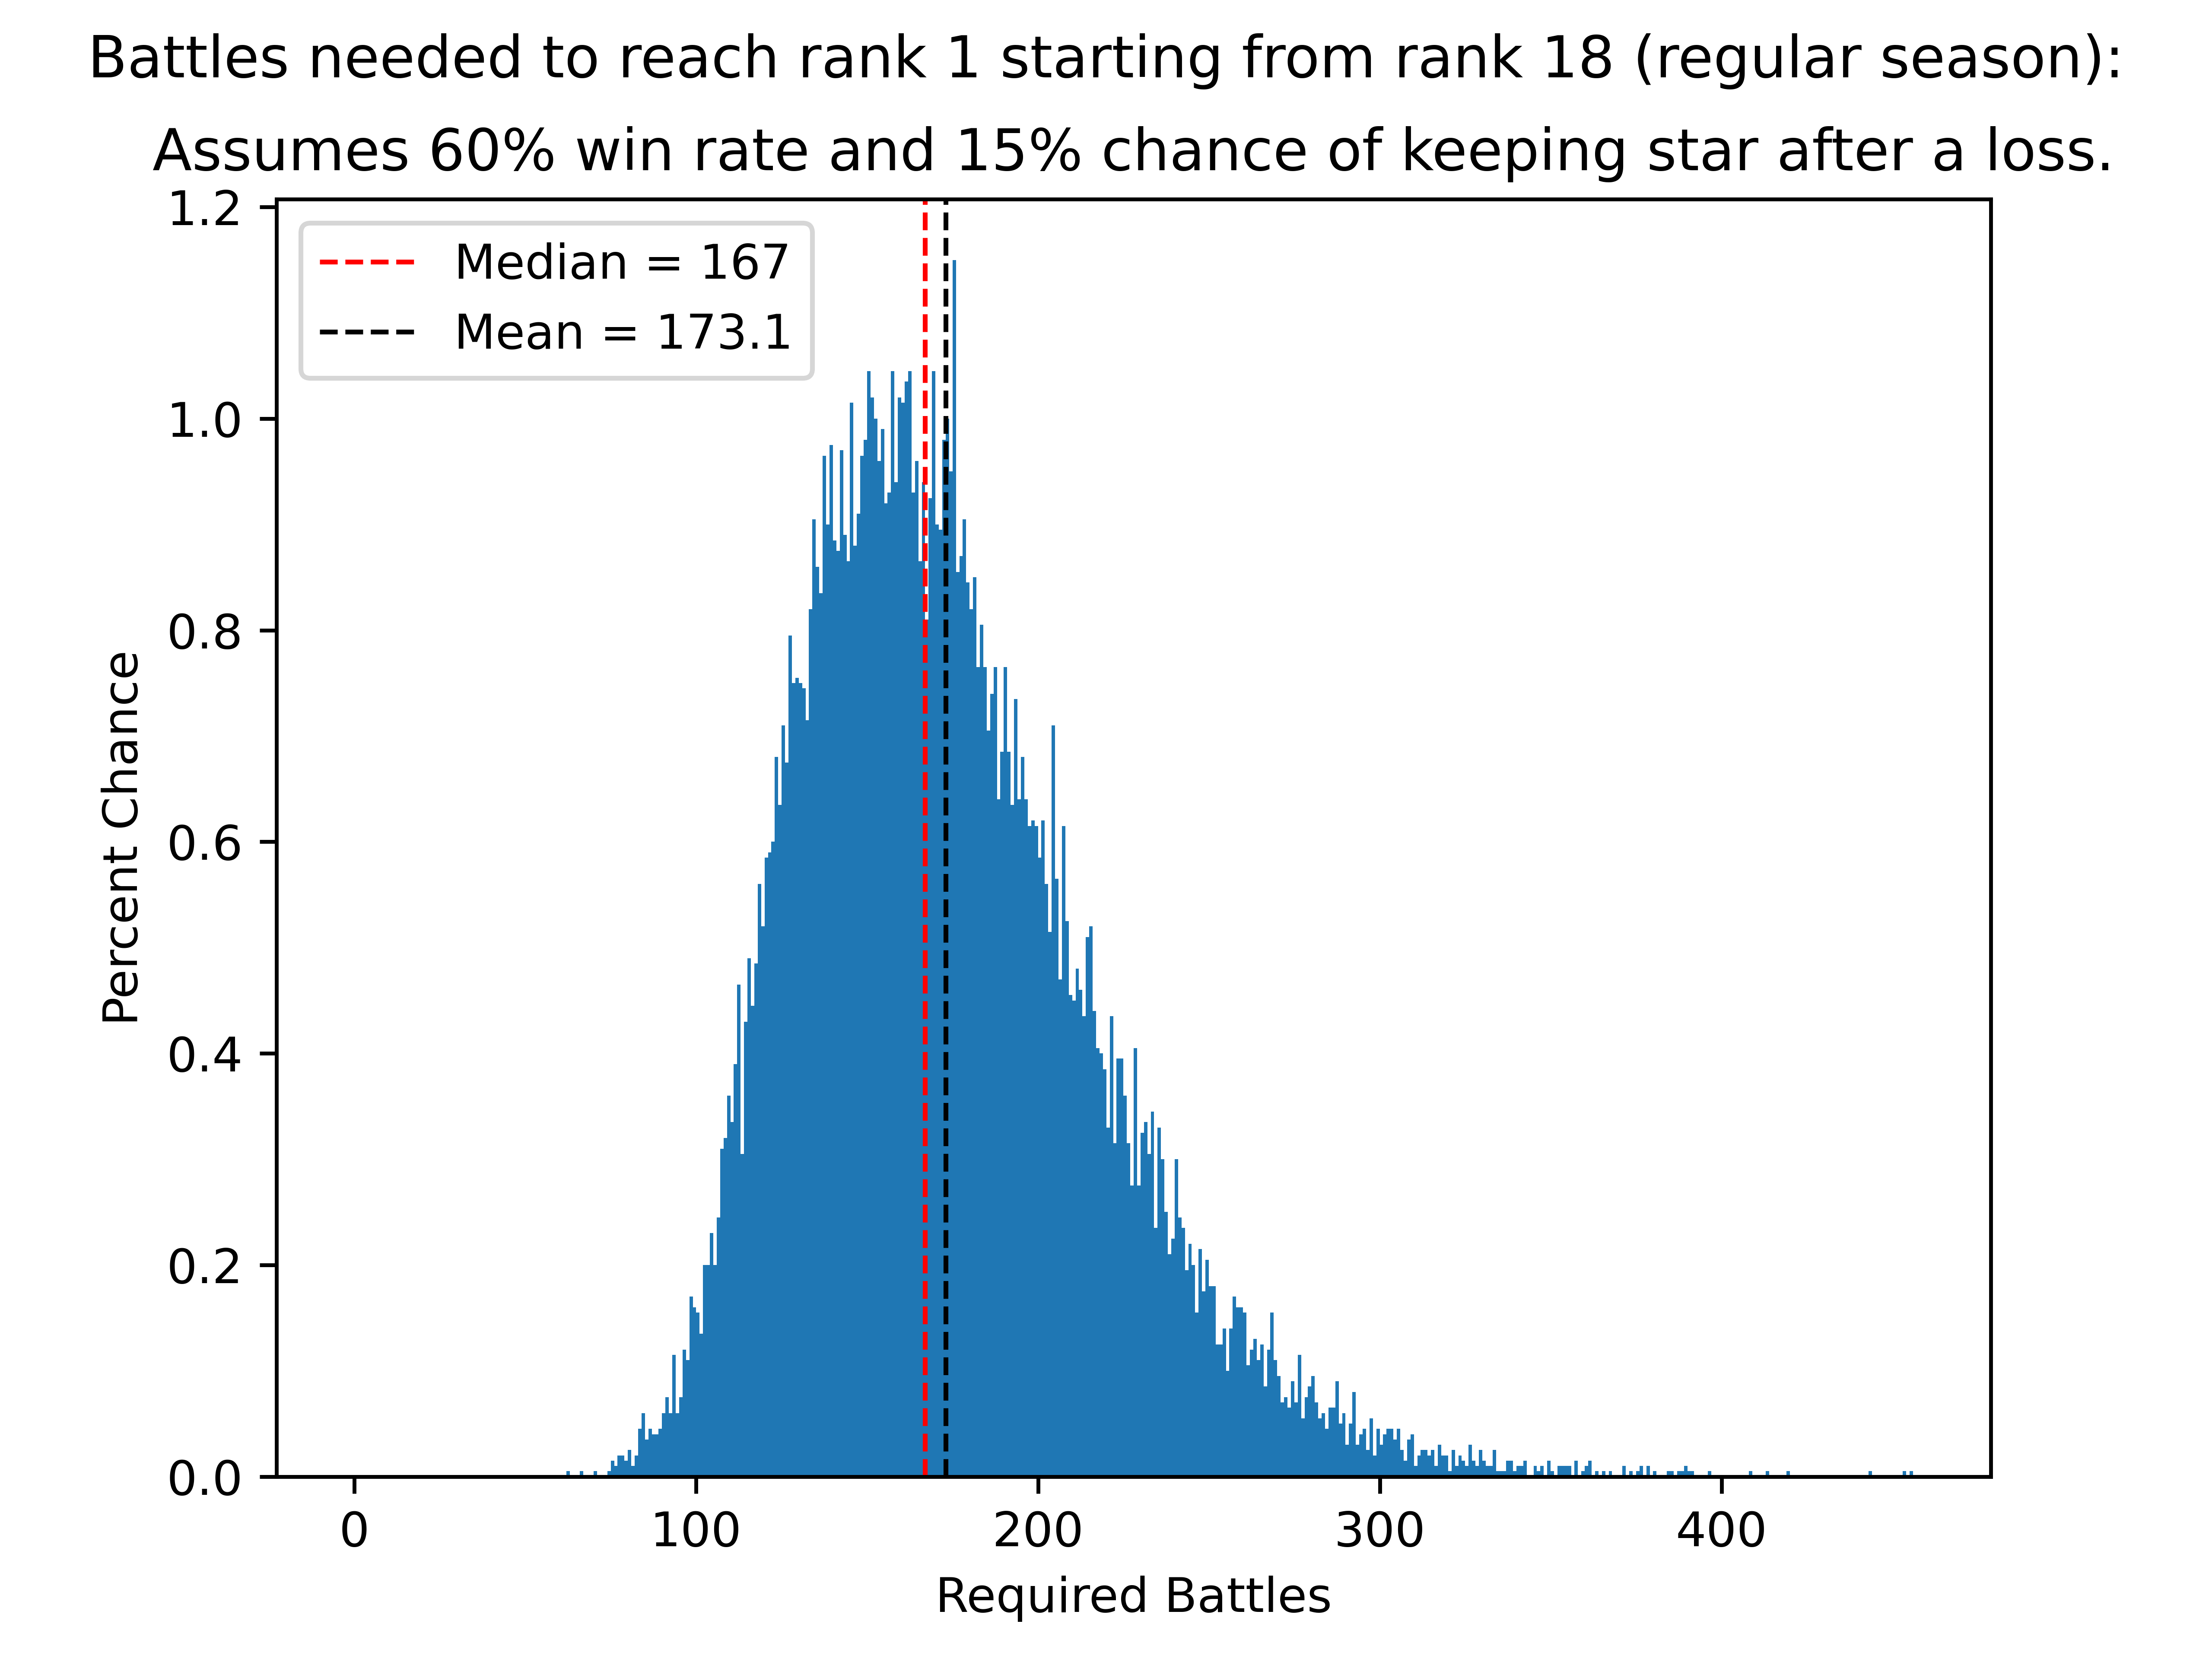 Battles needed to reach rank 1 starting from rank 18 (regular season):
Assumes 60% win rate and 15% chance of keeping star after a loss.
Median = 167
Mean = 173.1
1.2
1.0
0.8
0.6
0.4
0.2
0.0
Percent Chance
0 100 200 300 400
Required Battles